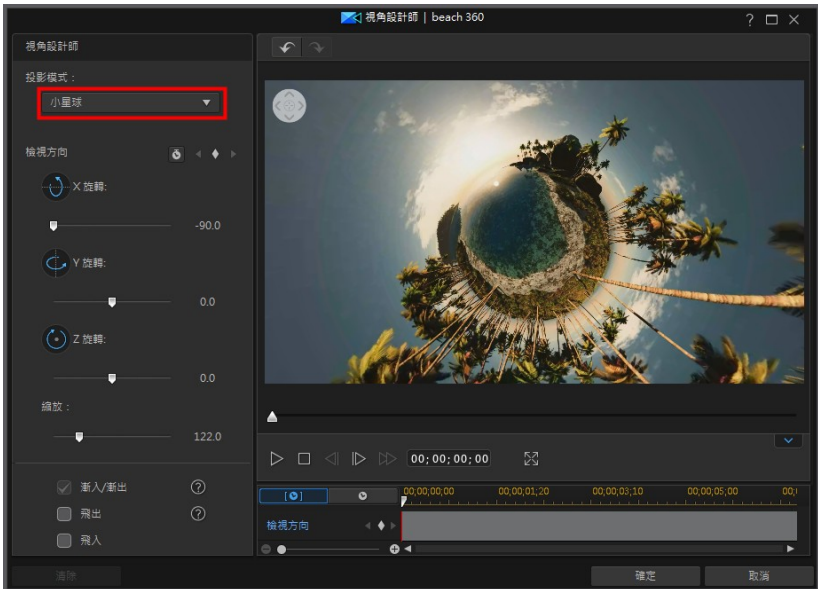 視角設計師 | beach 360
視角設計師
投影模式：
小星球
檢視方向
X 旋轉:
-90.0
Y 旋轉:
0.0
Z 旋轉:
0.0
縮放：
122.0
漸入/漸出
飛出
飛入
清除
00;00;00;00
00;00;00;00 00;00;01;20 00;00;03;10 00;00;05;00
檢視方向
確定 取消